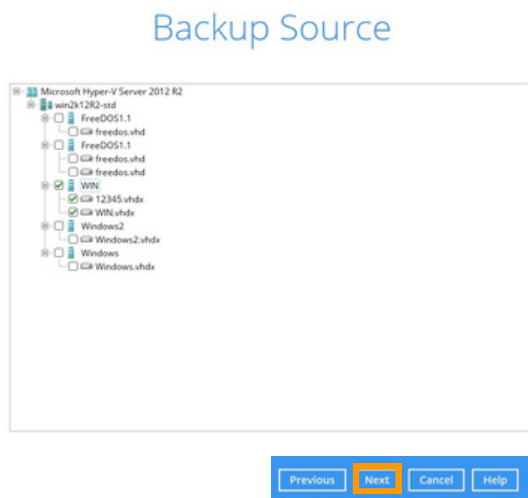 Backup Source
Microsoft Hyper-V Server 2012 R2
win2k12R2-std
FreeDOS1.1
freedos.vhd
FreeDOS1.1
freedos.vhd
freedos.vhd
WIN
12345.vhdx
WIN.vhdx
Windows2
Windows2.vhdx
Windows
Windows.vhdx
Previous Next Cancel Help